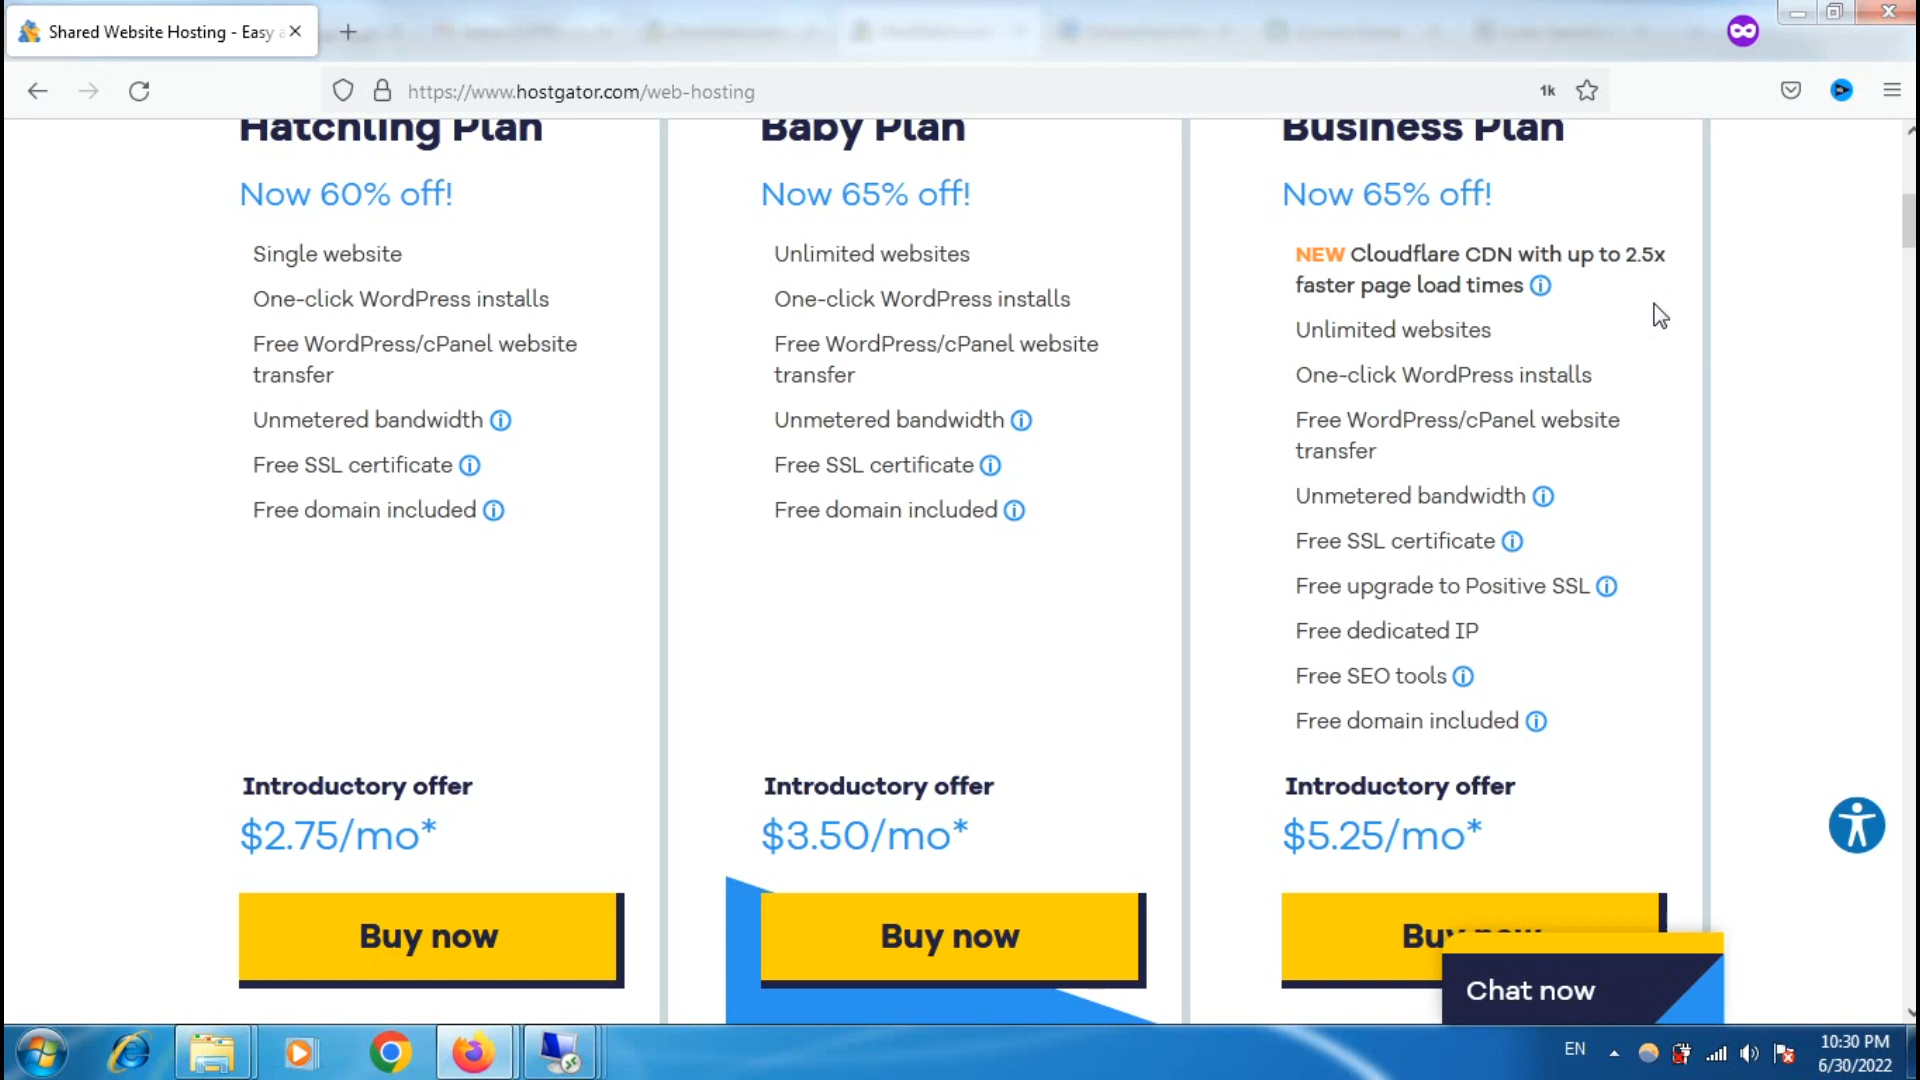 Shared Website Hosting - Easy
https://www.hostgator.com/web-hosting
1k
Hatchling Plan
Now 60% off!
Single website
One-click WordPress installs
Free WordPress/cPanel website
transfer
Unmetered bandwidth
Free SSL certificate
Free domain included
Introductory offer
$2.75/mo*
Buy now
Baby Plan
Now 65% off!
Unlimited websites
One-click WordPress installs
Free WordPress/cPanel website
transfer
Unmetered bandwidth
Free SSL certificate
Free domain included
Introductory offer
$3.50/mo*
Buy now
Business Plan
Now 65% off!
NEW Cloudflare CDN with up to 2.5x
faster page load times
Unlimited websites
One-click WordPress installs
Free WordPress/cPanel website
transfer
Unmetered bandwidth
Free SSL certificate
Free upgrade to Positive SSL
Free dedicated IP
Free SEO tools
Free domain included
Introductory offer
$5.25/mo*
Buy now
Chat now
EN
10:30 PM
6/30/2022